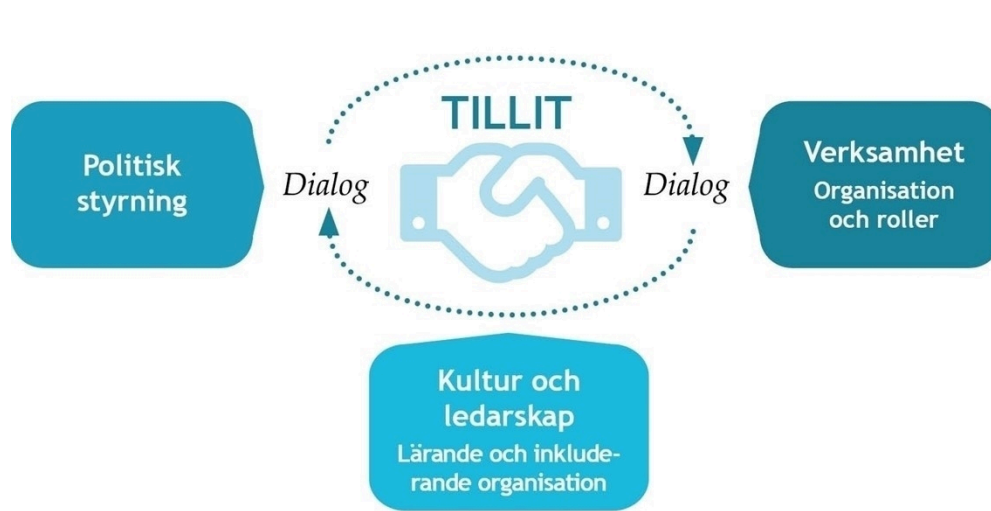 TILLIT
Politisk
styrning
Dialog
Dialog
Verksamhet
Organisation
och roller
Kultur och
ledarskap
Lärande och inklude-
rande organisation